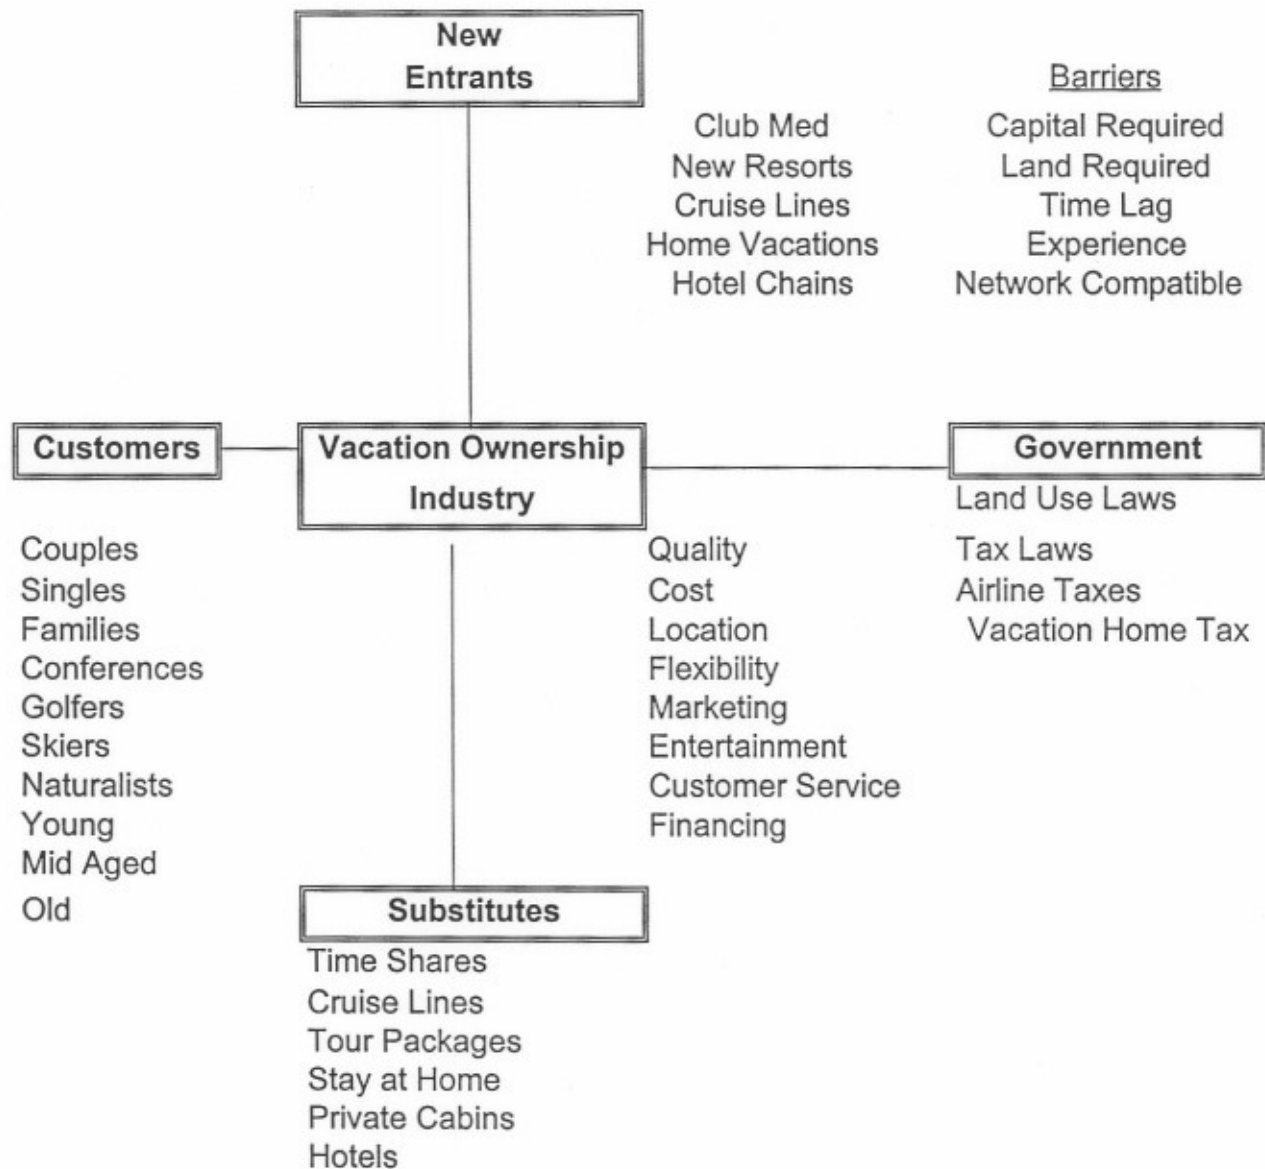 New
Entrants
Barriers
Club Med
New Resorts
Cruise Lines
Home Vacations
Hotel Chains
Capital Required
Land Required
Time Lag
Experience
Network Compatible
Customers
Couples
Singles
Families
Conferences
Golfers
Skiers
Naturalists
Young
Mid Aged
Old
Vacation Ownership
Industry
Quality
Cost
Location
Flexibility
Marketing
Entertainment
Customer Service
Financing
Government
Land Use Laws
Tax Laws
Airline Taxes
Vacation Home Tax
Substitutes
Time Shares
Cruise Lines
Tour Packages
Stay at Home
Private Cabins
Hotels